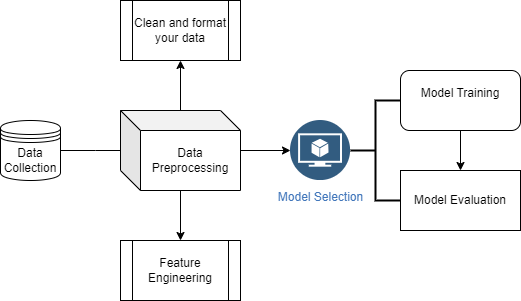 Clean and format
your data
Data
Collection
Data
Preprocessing
Model Selection
Model Training
Model Evaluation
Feature
Engineering